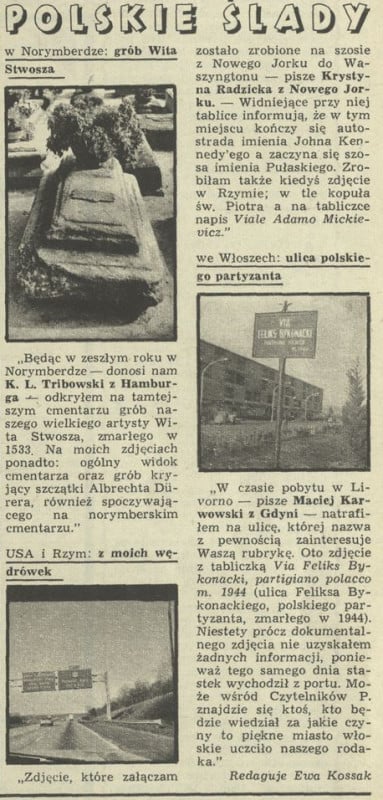 POLSKIE ŚLADY
w Norymberdze: grób Wita
Stwosza
„Będąc w zeszłym roku w
Norymberdze — donosi nam
K. L. Tribowski z Hambur-
ga — odkryłem na tamtej-
szym cmentarzu grób na-
szego wielkiego artysty Wi-
ta Stwosza, zmarłego w
1533. Na moich zdjęciach
ponadto: ogólny widok
cmentarza oraz grób kry-
jący szczątki Albrechta Dü-
rera, również spoczywają-
cego na norymberskim
cmentarzu.”
USA i Rzym: z moich wę-
drówek
„Zdjęcie, które załączam
zostało zrobione na szosie
z Nowego Jorku do Wa-
szyngtonu — pisze Krysty-
na Radzicka z Nowego Jor-
ku. — Widniejące przy niej
tablice informują, że w tym
miejscu kończy się auto-
strada imienia Johna Ken-
nedy'ego a zaczyna się szo-
sa imienia Pułaskiego. Zro-
biłam także kiedyś zdjęcie
w Rzymie; w tle kopuła
św. Piotra a na tabliczce
napis Viale Adamo Mickie-
vicz.”
we Włoszech: ulica polskie-
go partyzanta
VIA
FELIKS BYKONACKI
„W czasie pobytu w Li-
vorno — pisze Maciej Kar-
wowski z Gdyni — natrafi-
łem na ulicę, której nazwa
z pewnością zainteresuje
Waszą rubrykę. Oto zdjęcie
z tabliczką Via Feliks By-
konacki, partigiano polacco
m. 1944 (ulica Feliksa By-
konackiego, polskiego par-
tyzanta, zmarłego w 1944).
Niestety prócz dokumental-
nego zdjęcia nie uzyskałem
żadnych informacji, ponie-
waż tego samego dnia sta-
stek wychodził z portu. Mo-
że wśród Czytelników P.
znajdzie się ktoś, kto bę-
dzie wiedział za jakie czy-
ny to piękne miasto wło-
skie uczciło naszego roda-
ka.”
Redaguje Ewa Kossak